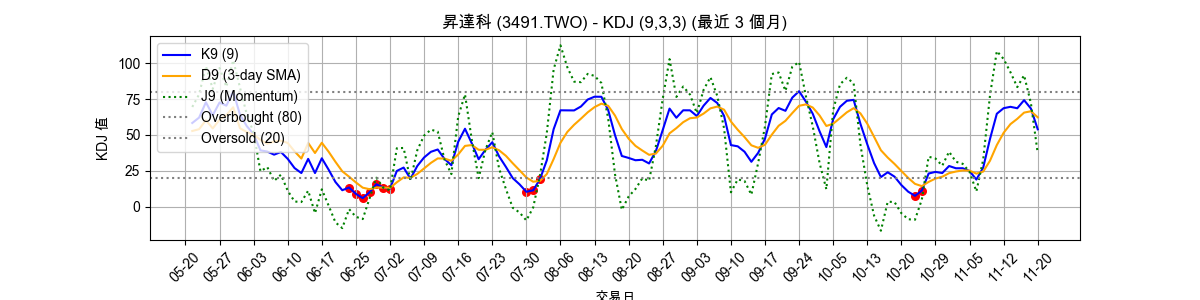 昇達科 (3491.TWO) - KDJ (9,3,3) (最近 3 個月)
KDJ 值
100
75
50
25
0
K9 (9)
D9 (3-day SMA)
J9 (Momentum)
Overbought (80)
Oversold (20)
05-20 05-27 06-03 06-10 06-17 06-25 07-02 07-09 07-16 07-23 07-30 08-06 08-13 08-20 08-27 09-03 09-10 09-17 09-24 10-05 10-13 10-20 10-29 11-05 11-12 11-20
交易日